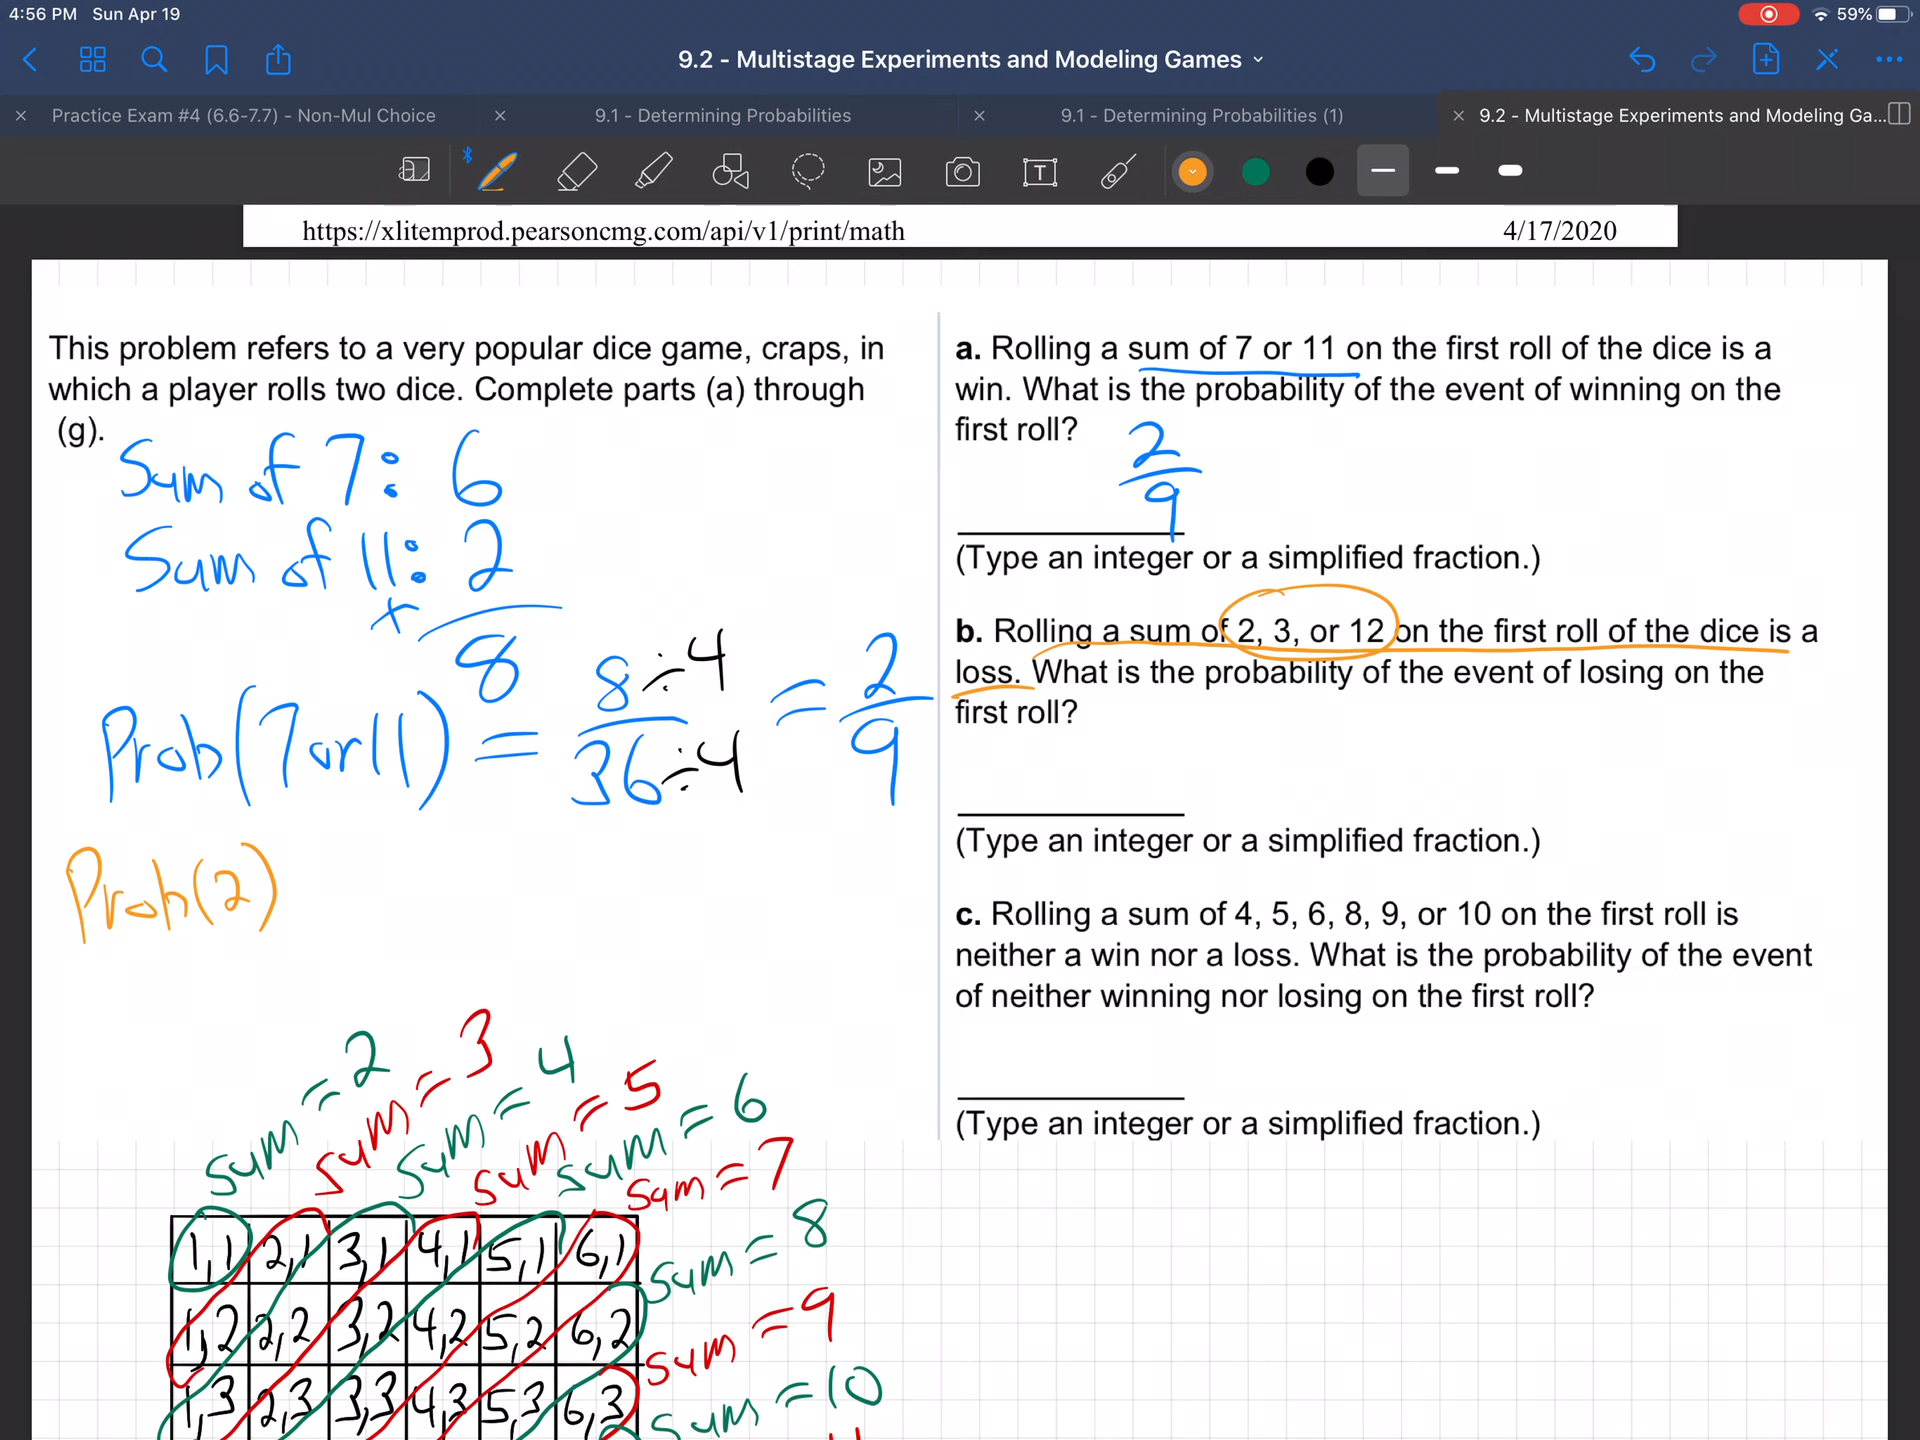 4:56 PM Sun Apr 19
59%
9.2 - Multistage Experiments and Modeling Games
Practice Exam #4 (6.6-7.7) - Non-Mul Choice
9.1 - Determining Probabilities
9.1 - Determining Probabilities (1)
9.2 - Multistage Experiments and Modeling Ga...
T
https://xlitemprod.pearsoncmg.com/api/v1/print/math
4/17/2020
This problem refers to a very popular dice game, craps, in
which a player rolls two dice. Complete parts (a) through
(g).
Sum of 7: 6
Sum of 11: 2
+
8
Prob(7 or 11) = 8÷4/36÷4 = 2/9
Prob(2)
sum = 2
sum = 3
sum = 4
sum = 5
sum = 6
sum = 7
sum = 8
sum = 9
sum = 10
1,1 2,1 3,1 4,1 5,1 6,1
1,2 2,2 3,2 4,2 5,2 6,2
1,3 2,3 3,3 4,3 5,3 6,3
a. Rolling a sum of 7 or 11 on the first roll of the dice is a
win. What is the probability of the event of winning on the
first roll?
2/9
(Type an integer or a simplified fraction.)
b. Rolling a sum of 2, 3, or 12 on the first roll of the dice is a
loss. What is the probability of the event of losing on the
first roll?
(Type an integer or a simplified fraction.)
c. Rolling a sum of 4, 5, 6, 8, 9, or 10 on the first roll is
neither a win nor a loss. What is the probability of the event
of neither winning nor losing on the first roll?
(Type an integer or a simplified fraction.)